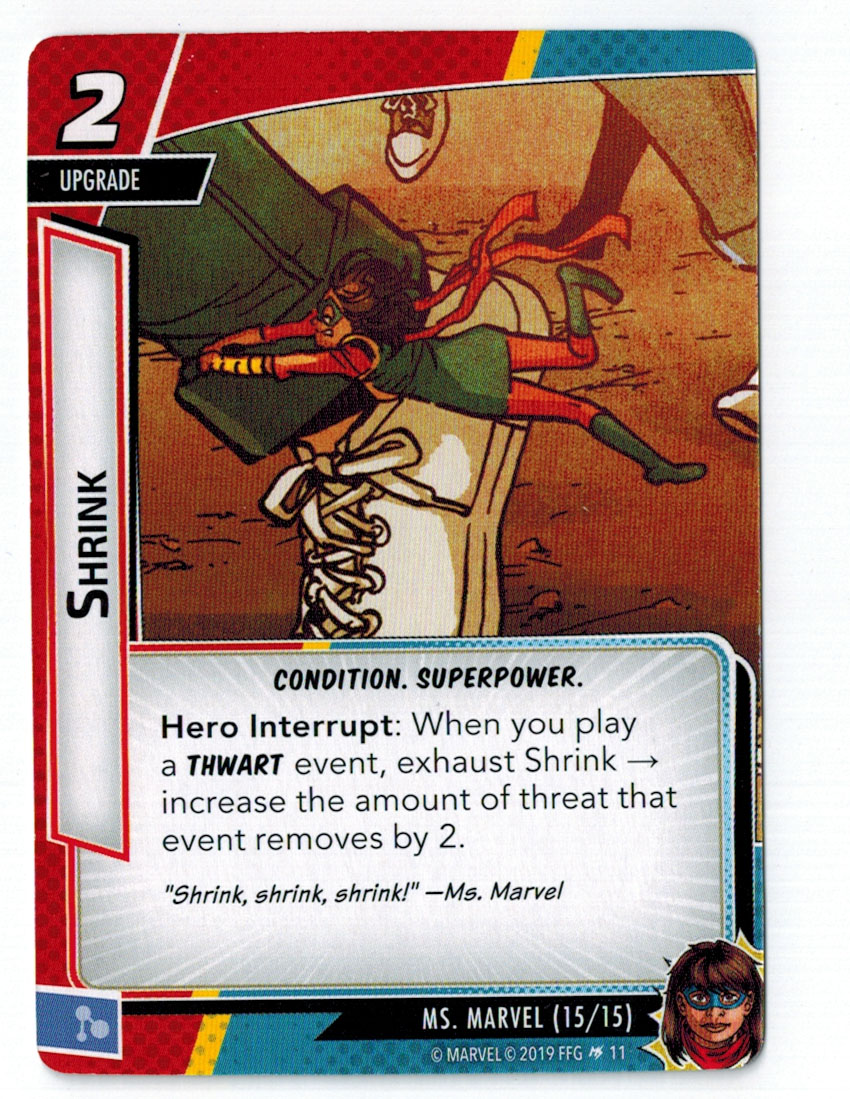 2
UPGRADE
SHRINK
CONDITION. SUPERPOWER.
Hero Interrupt: When you play
a THWART event, exhaust Shrink →
increase the amount of threat that
event removes by 2.
"Shrink, shrink, shrink!" —Ms. Marvel
MS. MARVEL (15/15)
© MARVEL © 2019 FFG 11